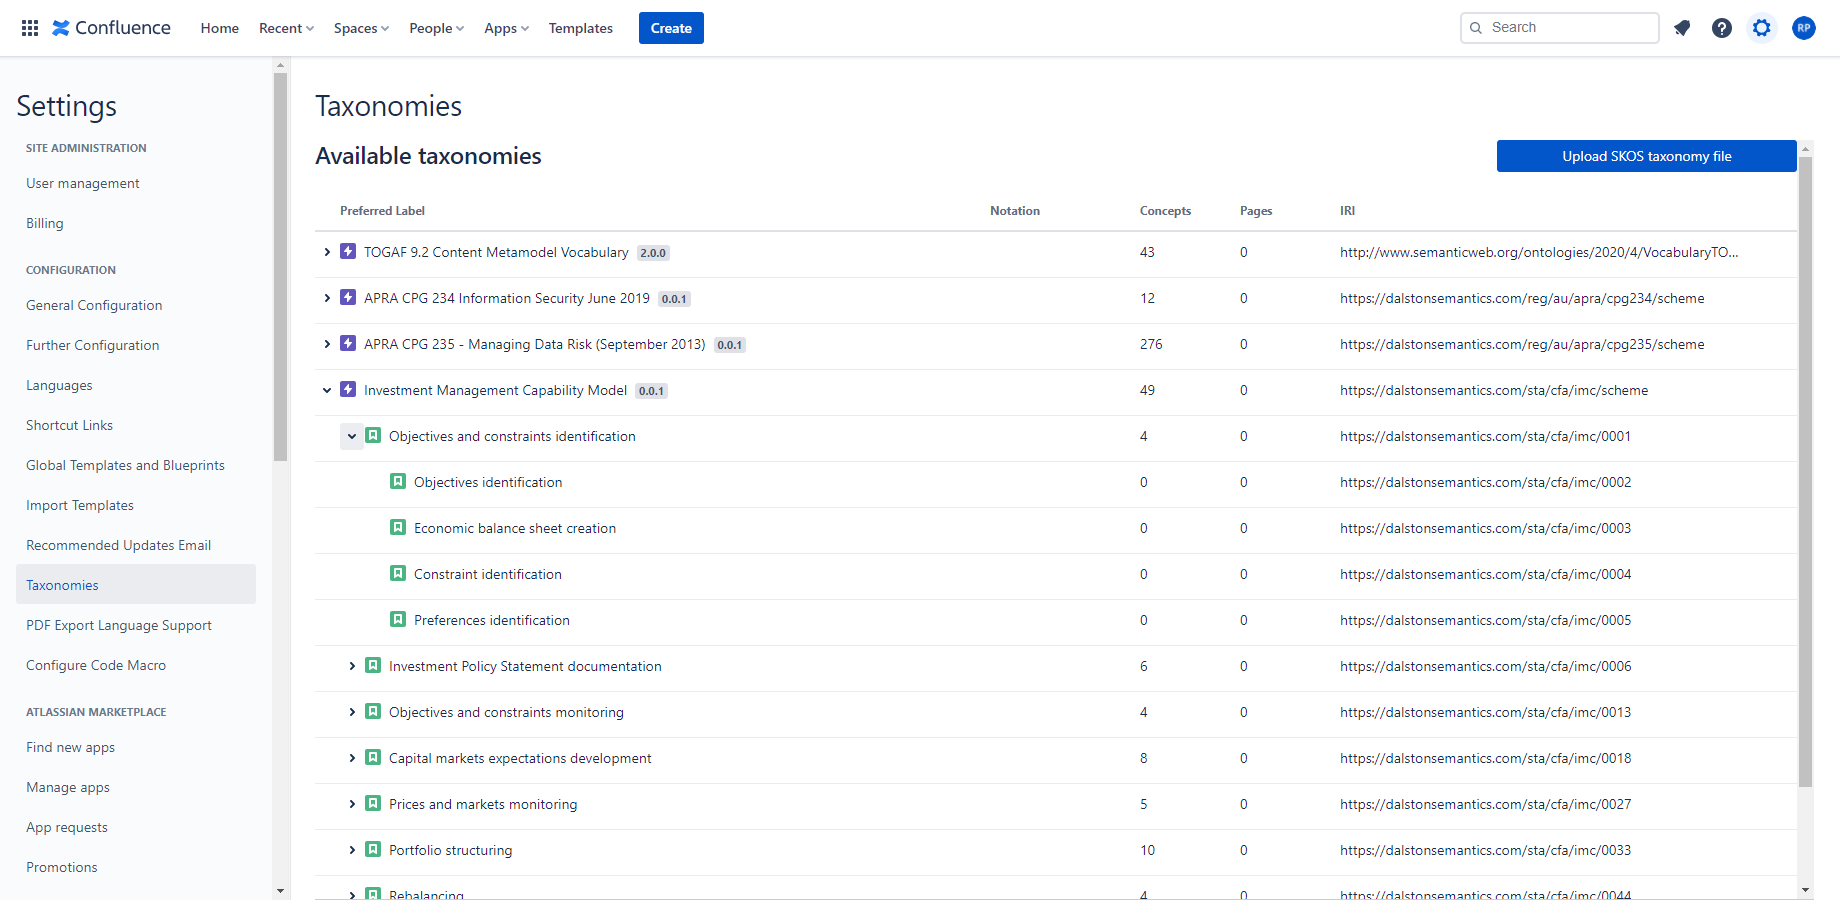 Confluence Home Recent Spaces People Apps Templates Create Search RP
Settings
SITE ADMINISTRATION
User management
Billing
CONFIGURATION
General Configuration
Further Configuration
Languages
Shortcut Links
Global Templates and Blueprints
Import Templates
Recommended Updates Email
Taxonomies
PDF Export Language Support
Configure Code Macro
ATLASSIAN MARKETPLACE
Find new apps
Manage apps
App requests
Promotions
Taxonomies
Available taxonomies Upload SKOS taxonomy file
Preferred Label Notation Concepts Pages IRI
TOGAF 9.2 Content Metamodel Vocabulary 2.0.0 43 0 http://www.semanticweb.org/ontologies/2020/4/VocabularyTO...
APRA CPG 234 Information Security June 2019 0.0.1 12 0 https://dalstonsemantics.com/reg/au/apra/cpg234/scheme
APRA CPG 235 - Managing Data Risk (September 2013) 0.0.1 276 0 https://dalstonsemantics.com/reg/au/apra/cpg235/scheme
Investment Management Capability Model 0.0.1 49 0 https://dalstonsemantics.com/sta/cfa/imc/scheme
Objectives and constraints identification 4 0 https://dalstonsemantics.com/sta/cfa/imc/0001
Objectives identification 0 0 https://dalstonsemantics.com/sta/cfa/imc/0002
Economic balance sheet creation 0 0 https://dalstonsemantics.com/sta/cfa/imc/0003
Constraint identification 0 0 https://dalstonsemantics.com/sta/cfa/imc/0004
Preferences identification 0 0 https://dalstonsemantics.com/sta/cfa/imc/0005
Investment Policy Statement documentation 6 0 https://dalstonsemantics.com/sta/cfa/imc/0006
Objectives and constraints monitoring 4 0 https://dalstonsemantics.com/sta/cfa/imc/0013
Capital markets expectations development 8 0 https://dalstonsemantics.com/sta/cfa/imc/0018
Prices and markets monitoring 5 0 https://dalstonsemantics.com/sta/cfa/imc/0027
Portfolio structuring 10 0 https://dalstonsemantics.com/sta/cfa/imc/0033
Rebalancing 4 0 https://dalstonsemantics.com/sta/cfa/imc/0044